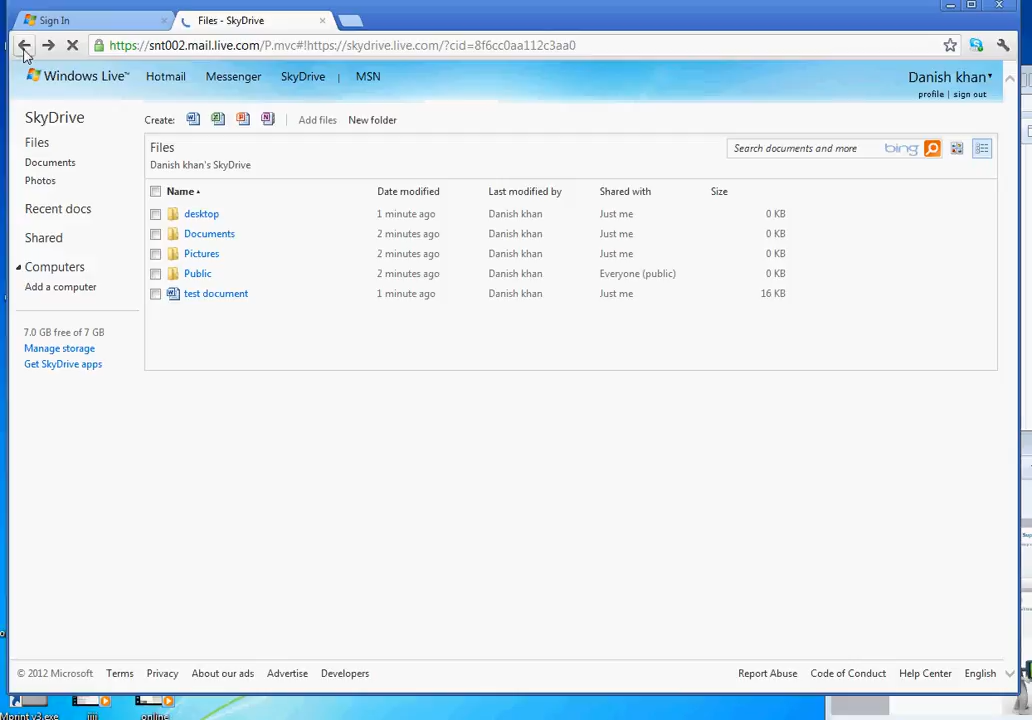 Sign In
Files - SkyDrive
https://snt002.mail.live.com/P.mvc#!https://skydrive.live.com/?cid=8f6cc0aa112c3aa0
Windows Live™ Hotmail Messenger SkyDrive | MSN
Danish khan
profile | sign out
SkyDrive
Files
Documents
Photos
Recent docs
Shared
Computers
Add a computer
7.0 GB free of 7 GB
Manage storage
Get SkyDrive apps
Create: Add files New folder
Files
Danish khan's SkyDrive
Search documents and more bing
Name Date modified Last modified by Shared with Size
desktop 1 minute ago Danish khan Just me 0 KB
Documents 2 minutes ago Danish khan Just me 0 KB
Pictures 2 minutes ago Danish khan Just me 0 KB
Public 2 minutes ago Danish khan Everyone (public) 0 KB
test document 1 minute ago Danish khan Just me 16 KB
© 2012 Microsoft Terms Privacy About our ads Advertise Developers
Report Abuse Code of Conduct Help Center English
Mprint v3.exe
online